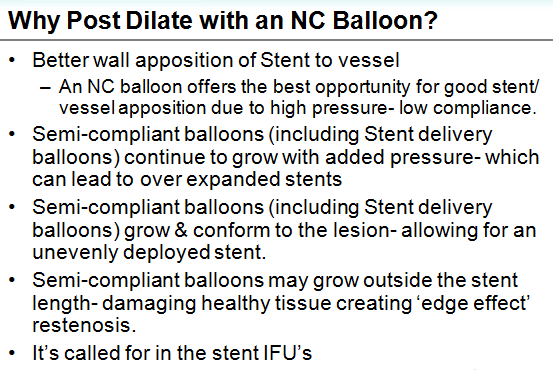 Why Post Dilate with an NC Balloon?
• Better wall apposition of Stent to vessel
– An NC balloon offers the best opportunity for good stent/
vessel apposition due to high pressure- low compliance.
• Semi-compliant balloons (including Stent delivery
balloons) continue to grow with added pressure- which
can lead to over expanded stents
• Semi-compliant balloons (including Stent delivery
balloons) grow & conform to the lesion- allowing for an
unevenly deployed stent.
• Semi-compliant balloons may grow outside the stent
length- damaging healthy tissue creating ‘edge effect’
restenosis.
• It’s called for in the stent IFU’s